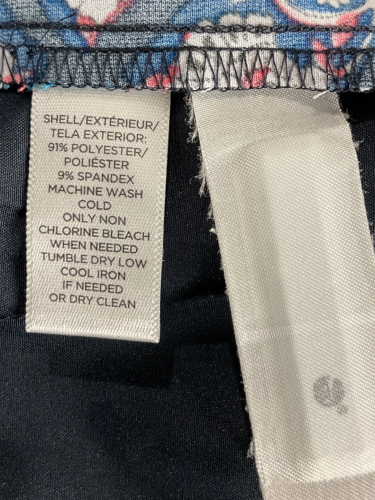 SHELL/EXTÉRIEUR/
TELA EXTERIOR:
91% POLYESTER/
POLIÉSTER
9% SPANDEX
MACHINE WASH
COLD
ONLY NON
CHLORINE BLEACH
WHEN NEEDED
TUMBLE DRY LOW
COOL IRON
IF NEEDED
OR DRY CLEAN